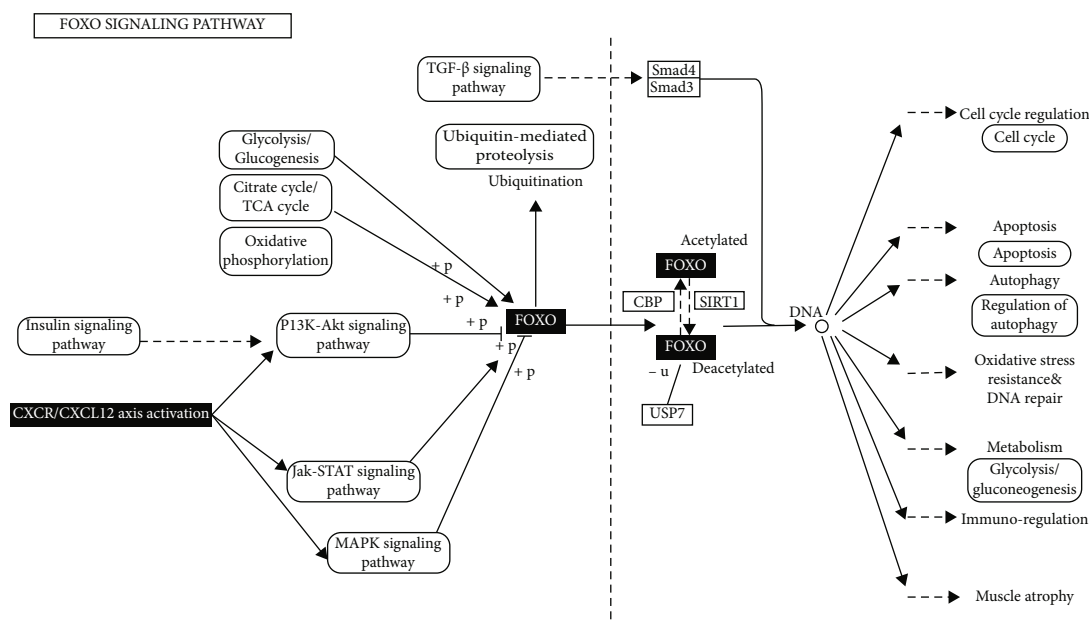 FOXO SIGNALING PATHWAY
TGF-β signaling
pathway
Smad4
Smad3
Glycolysis/
Glucogenesis
Ubiquitin-mediated
proteolysis
Ubiquitination
Citrate cycle/
TCA cycle
Oxidative
phosphorylation
+ p
+ p
+ p
+ p
+ p
Insulin signaling
pathway
P13K-Akt signaling
pathway
FOXO
CXCR/CXCL12 axis activation
Jak-STAT signaling
pathway
MAPK signaling
pathway
Acetylated
FOXO
CBP
SIRT1
FOXO
– u
Deacetylated
USP7
DNA
Cell cycle regulation
Cell cycle
Apoptosis
Apoptosis
Autophagy
Regulation of
autophagy
Oxidative stress
resistance&
DNA repair
Metabolism
Glycolysis/
gluconeogenesis
Immuno-regulation
Muscle atrophy